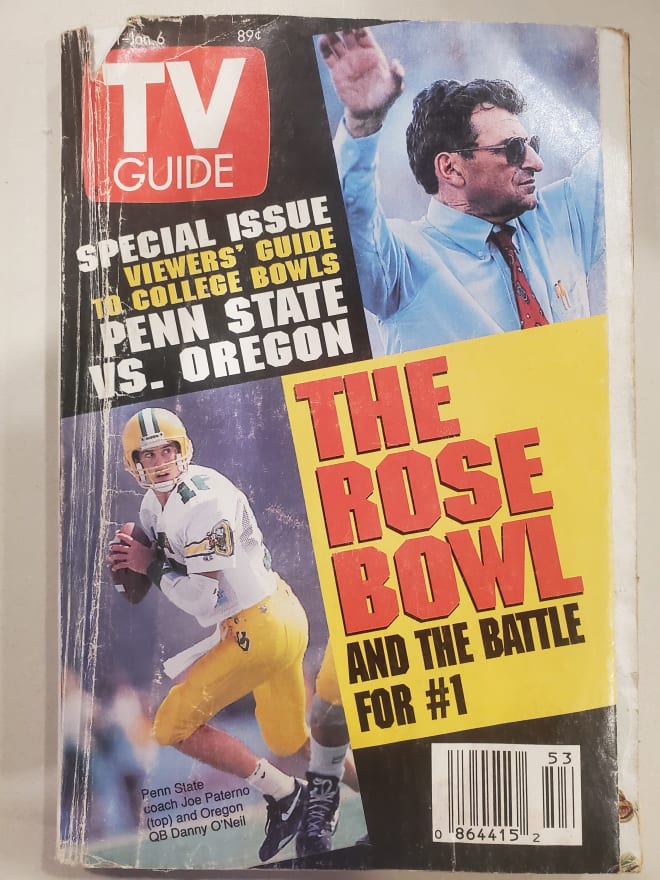 -Jan. 6
89¢
TV
GUIDE
SPECIAL ISSUE
VIEWERS' GUIDE
TO COLLEGE BOWLS
PENN STATE
VS. OREGON
THE
ROSE
BOWL
AND THE BATTLE
FOR #1
Penn State
coach Joe Paterno
(top) and Oregon
QB Danny O'Neil
53
0 864415 2